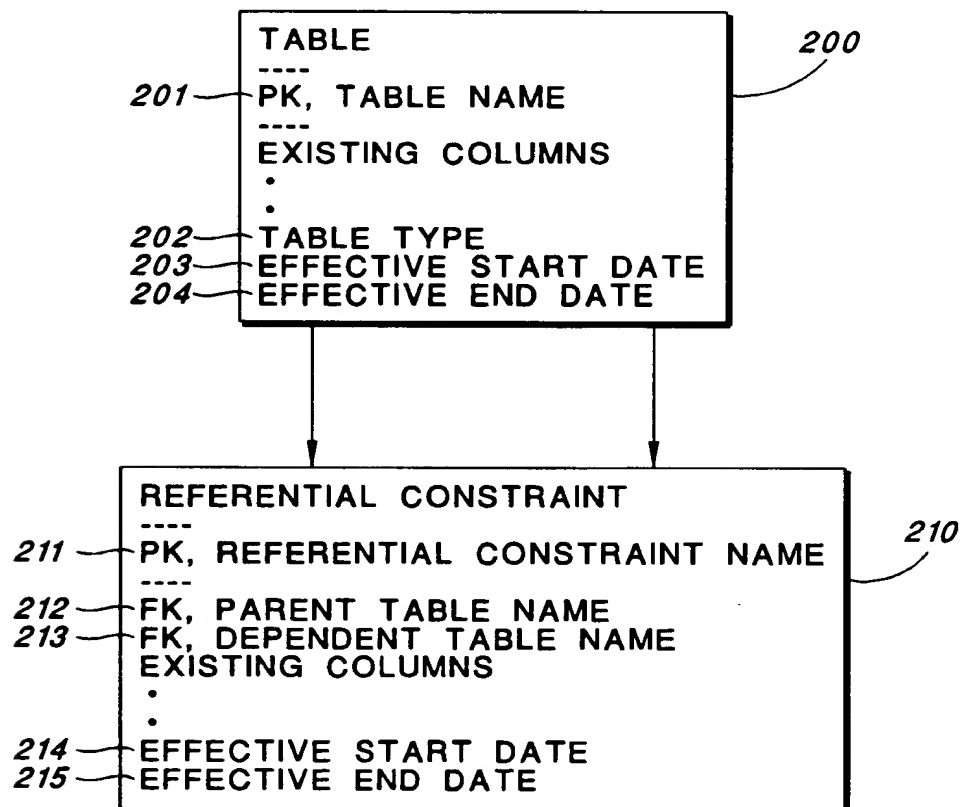 TABLE
200
----
201 PK, TABLE NAME
----
EXISTING COLUMNS
•
•
202 TABLE TYPE
203 EFFECTIVE START DATE
204 EFFECTIVE END DATE
REFERENTIAL CONSTRAINT
210
----
211 PK, REFERENTIAL CONSTRAINT NAME
----
212 FK, PARENT TABLE NAME
213 FK, DEPENDENT TABLE NAME
EXISTING COLUMNS
•
•
214 EFFECTIVE START DATE
215 EFFECTIVE END DATE